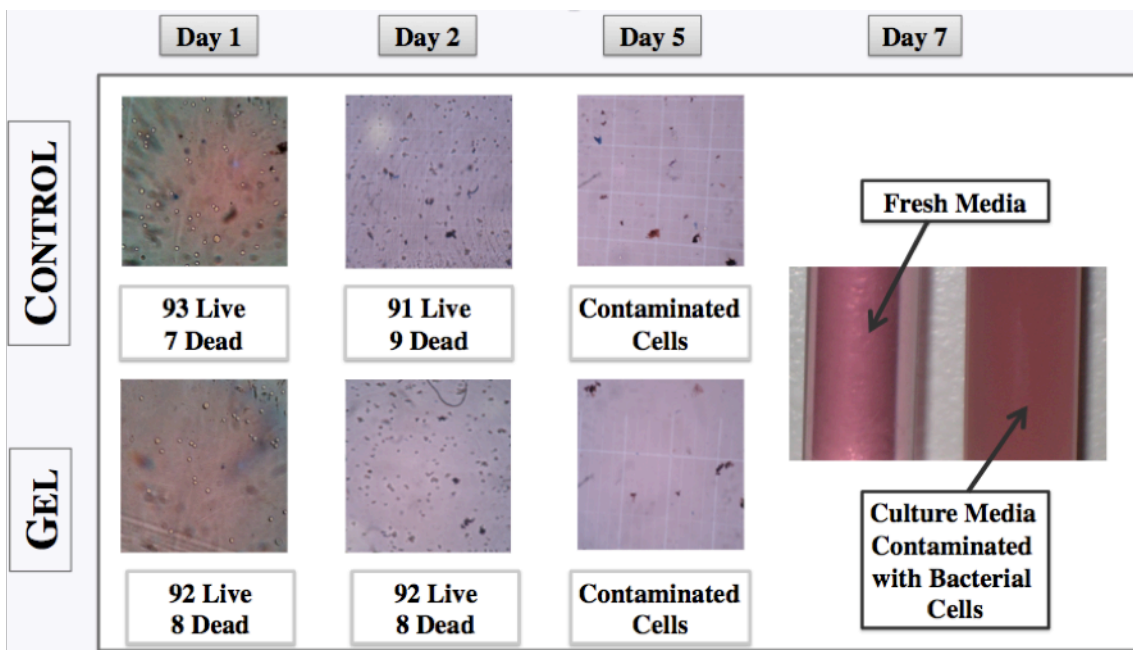 Day 1
Day 2
Day 5
Day 7
CONTROL
Fresh Media
93 Live
7 Dead
91 Live
9 Dead
Contaminated
Cells
GEL
Culture Media
Contaminated
with Bacterial
Cells
92 Live
8 Dead
92 Live
8 Dead
Contaminated
Cells